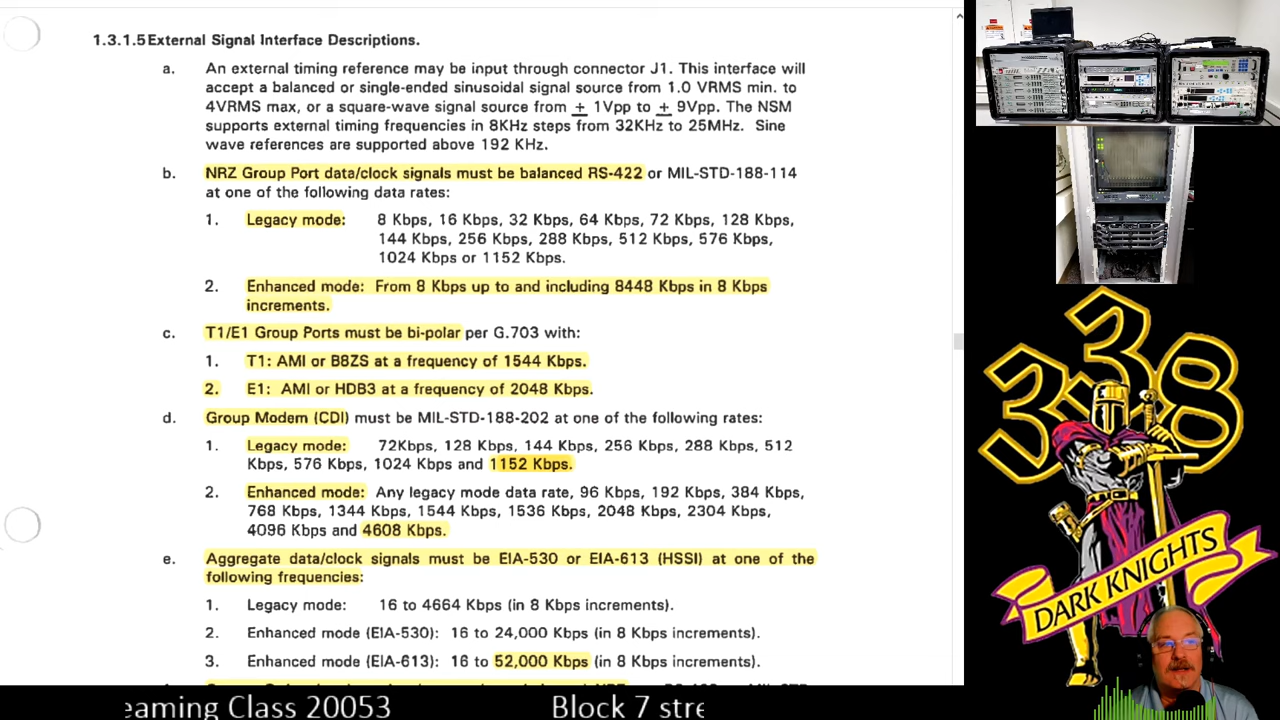 1.3.1.5 External Signal Interface Descriptions.
a. An external timing reference may be input through connector J1. This interface will
accept a balanced or single-ended sinusoidal signal source from 1.0 VRMS min. to
4VRMS max, or a square-wave signal source from ± 1Vpp to ± 9Vpp. The NSM
supports external timing frequencies in 8KHz steps from 32KHz to 25MHz. Sine
wave references are supported above 192 KHz.
b. NRZ Group Port data/clock signals must be balanced RS-422 or MIL-STD-188-114
at one of the following data rates:
1. Legacy mode: 8 Kbps, 16 Kbps, 32 Kbps, 64 Kbps, 72 Kbps, 128 Kbps,
144 Kbps, 256 Kbps, 288 Kbps, 512 Kbps, 576 Kbps,
1024 Kbps or 1152 Kbps.
2. Enhanced mode: From 8 Kbps up to and including 8448 Kbps in 8 Kbps
increments.
c. T1/E1 Group Ports must be bi-polar per G.703 with:
1. T1: AMI or B8ZS at a frequency of 1544 Kbps.
2. E1: AMI or HDB3 at a frequency of 2048 Kbps.
d. Group Modem (CDI) must be MIL-STD-188-202 at one of the following rates:
1. Legacy mode: 72Kbps, 128 Kbps, 144 Kbps, 256 Kbps, 288 Kbps, 512
Kbps, 576 Kbps, 1024 Kbps and 1152 Kbps.
2. Enhanced mode: Any legacy mode data rate, 96 Kbps, 192 Kbps, 384 Kbps,
768 Kbps, 1344 Kbps, 1544 Kbps, 1536 Kbps, 2048 Kbps, 2304 Kbps,
4096 Kbps and 4608 Kbps.
e. Aggregate data/clock signals must be EIA-530 or EIA-613 (HSSI) at one of the
following frequencies:
1. Legacy mode: 16 to 4664 Kbps (in 8 Kbps increments).
2. Enhanced mode (EIA-530): 16 to 24,000 Kbps (in 8 Kbps increments).
3. Enhanced mode (EIA-613): 16 to 52,000 Kbps (in 8 Kbps increments).
338
DARK KNIGHTS
eaming Class 20053 Block 7 stre